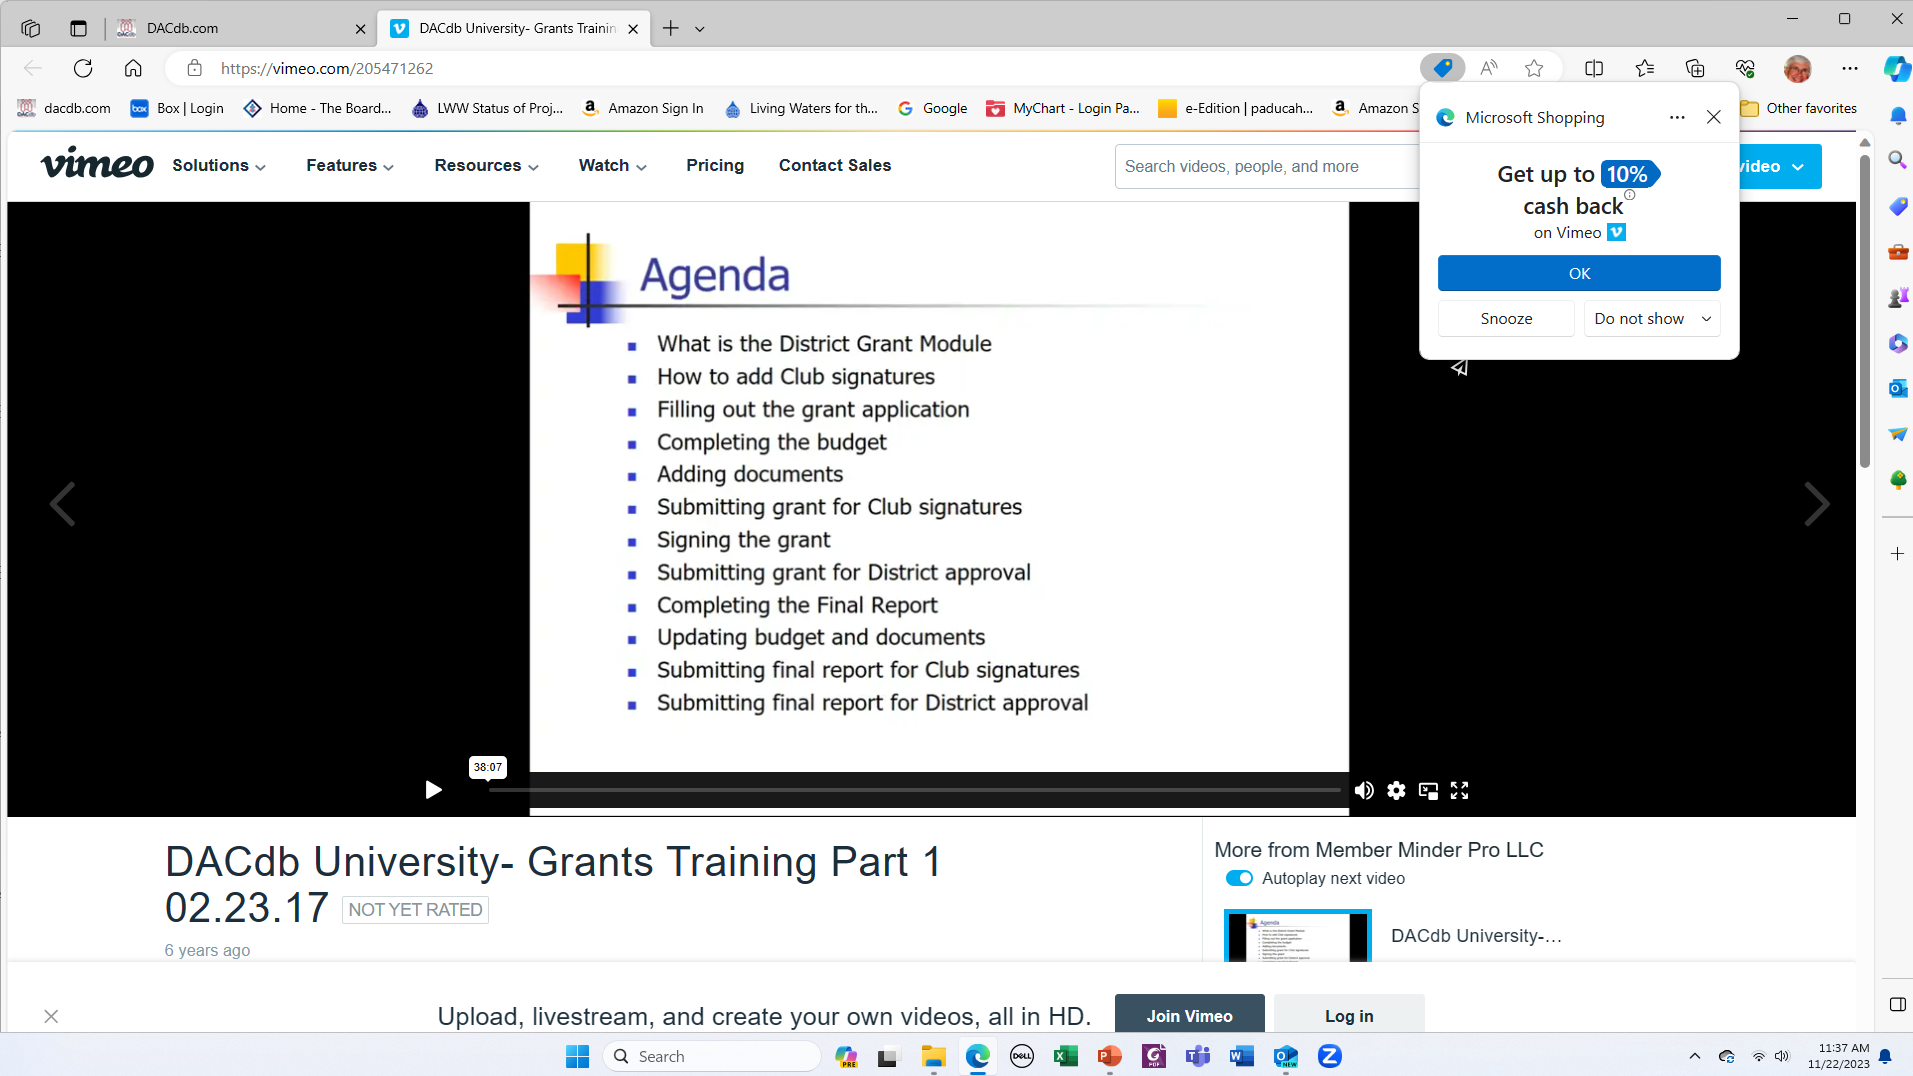 DACdb.com
DACdb University- Grants Trainin
https://vimeo.com/205471262
dacdb.com
Box | Login
Home - The Board...
LWW Status of Proj...
Amazon Sign In
Living Waters for th...
Google
MyChart - Login Pa...
e-Edition | paducah...
Amazon S
Other favorites
Microsoft Shopping
Get up to 10%
cash back
on Vimeo
OK
Snooze
Do not show
vimeo
Solutions
Features
Resources
Watch
Pricing
Contact Sales
Search videos, people, and more
video
Agenda
What is the District Grant Module
How to add Club signatures
Filling out the grant application
Completing the budget
Adding documents
Submitting grant for Club signatures
Signing the grant
Submitting grant for District approval
Completing the Final Report
Updating budget and documents
Submitting final report for Club signatures
Submitting final report for District approval
38:07
DACdb University- Grants Training Part 1
02.23.17 NOT YET RATED
6 years ago
More from Member Minder Pro LLC
Autoplay next video
Agenda
DACdb University-...
Upload, livestream, and create your own videos, all in HD.
Join Vimeo
Log in
Search
PRE
DELL
11:37 AM
11/22/2023